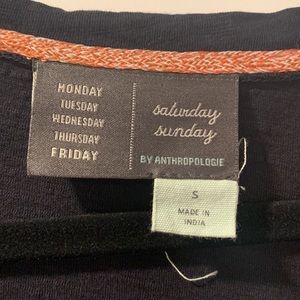 MONDAY
TUESDAY
WEDNESDAY
THURSDAY
FRIDAY
saturday
sunday
BY ANTHROPOLOGIE
S
MADE IN
INDIA